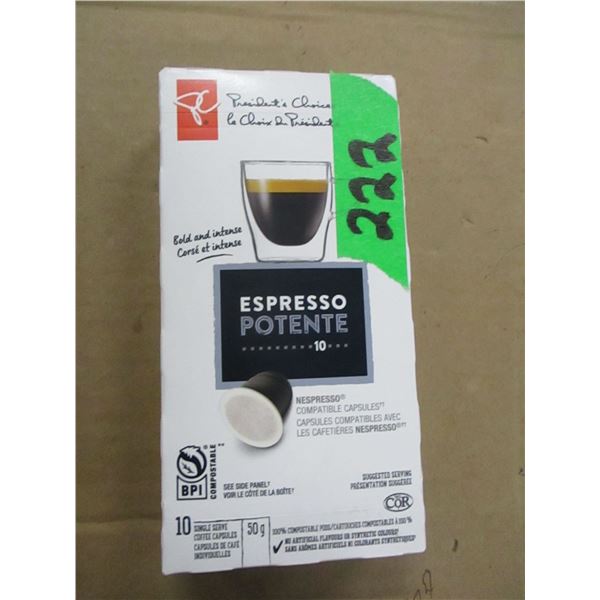 President's Choice
le Choix du Président
222
Bold and intense
Corsé et intense
ESPRESSO
POTENTE
10
NESPRESSO®
COMPATIBLE CAPSULES††
CAPSULES COMPATIBLES AVEC
LES CAFETIÈRES NESPRESSO®††
BPI®
COMPOSTABLE
SEE SIDE PANEL†
VOIR LE CÔTÉ DE LA BOÎTE†
SUGGESTED SERVING
PRÉSENTATION SUGGÉRÉE
COR
10 SINGLE SERVE
COFFEE CAPSULES
CAPSULES DE CAFÉ
INDIVIDUELLES
50 g
100% COMPOSTABLE PODS/CARTOUCHES COMPOSTABLES À 100 %
✓ NO ARTIFICIAL FLAVOURS OR SYNTHETIC COLOURS/
SANS ARÔMES ARTIFICIELS NI COLORANTS SYNTHÉTIQUES